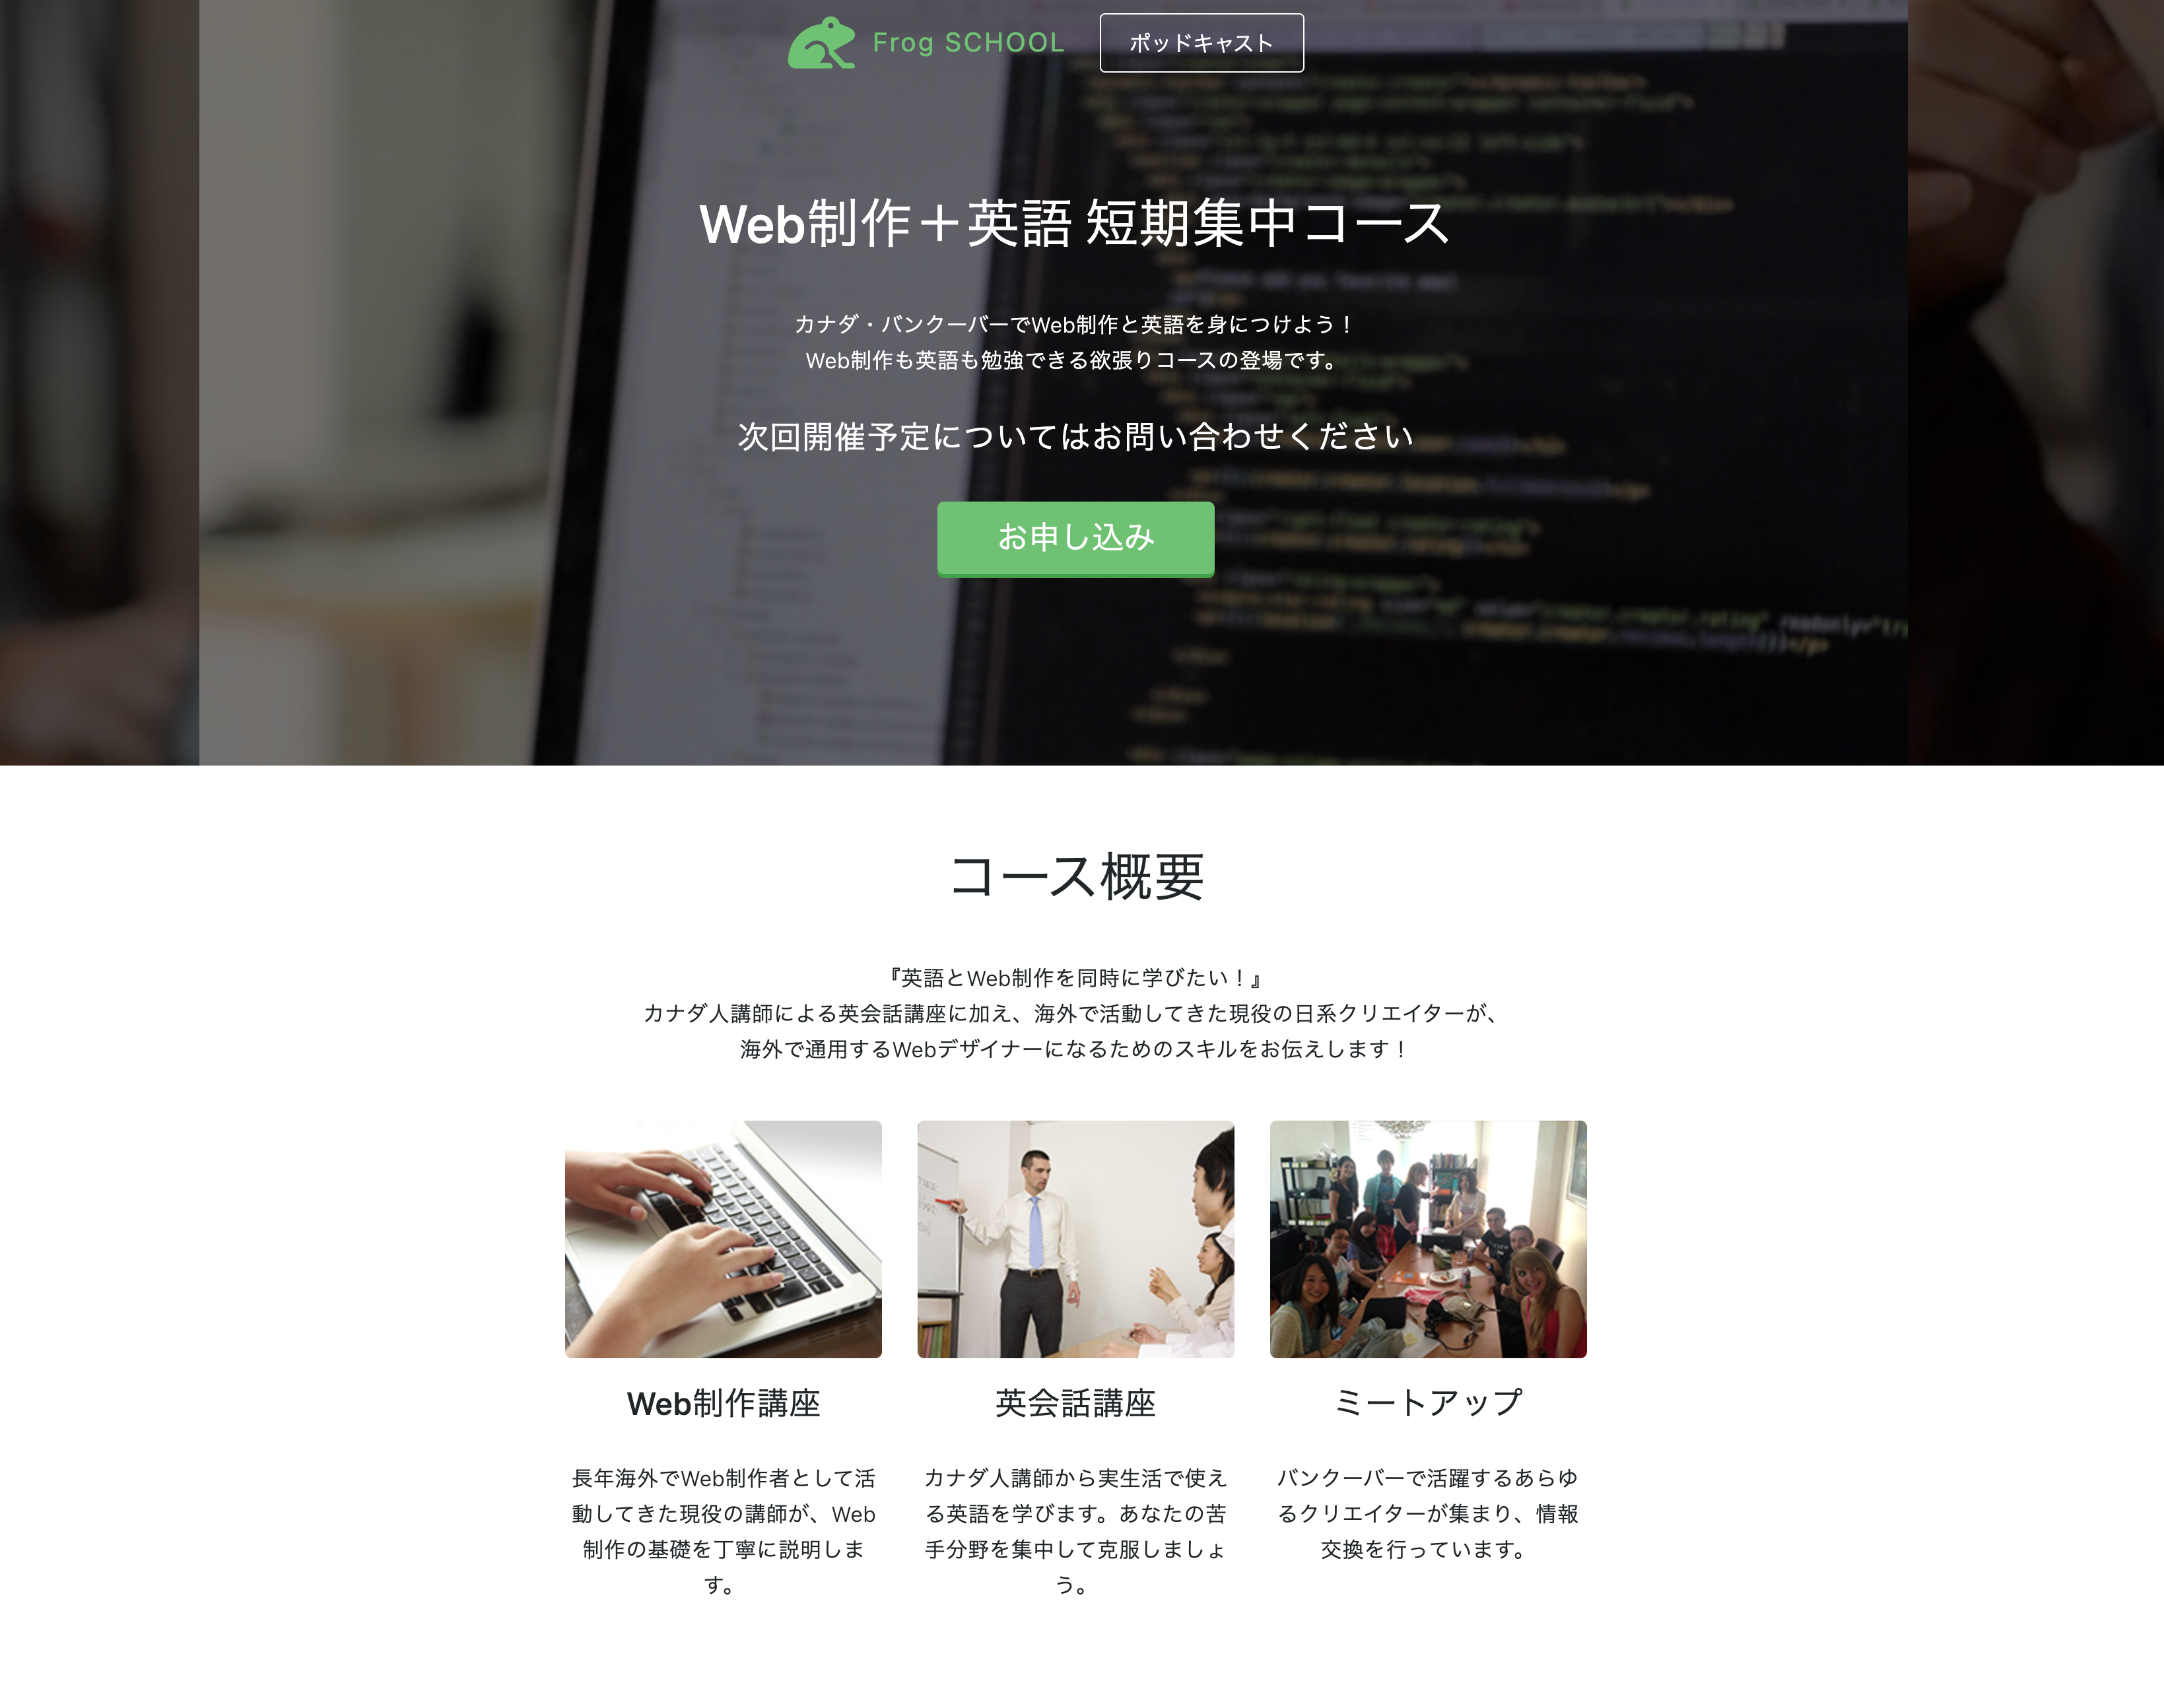 Frog SCHOOL
ポッドキャスト
Web制作＋英語 短期集中コース
カナダ・バンクーバーでWeb制作と英語を身につけよう！
Web制作も英語も勉強できる欲張りコースの登場です。
次回開催予定についてはお問い合わせください
お申し込み
コース概要
『英語とWeb制作を同時に学びたい！』
カナダ人講師による英会話講座に加え、海外で活動してきた現役の日系クリエイターが、
海外で通用するWebデザイナーになるためのスキルをお伝えします！
Web制作講座
長年海外でWeb制作者として活
動してきた現役の講師が、Web
制作の基礎を丁寧に説明しま
す。
英会話講座
カナダ人講師から実生活で使え
る英語を学びます。あなたの苦
手分野を集中して克服しましょ
う。
ミートアップ
バンクーバーで活躍するあらゆ
るクリエイターが集まり、情報
交換を行っています。